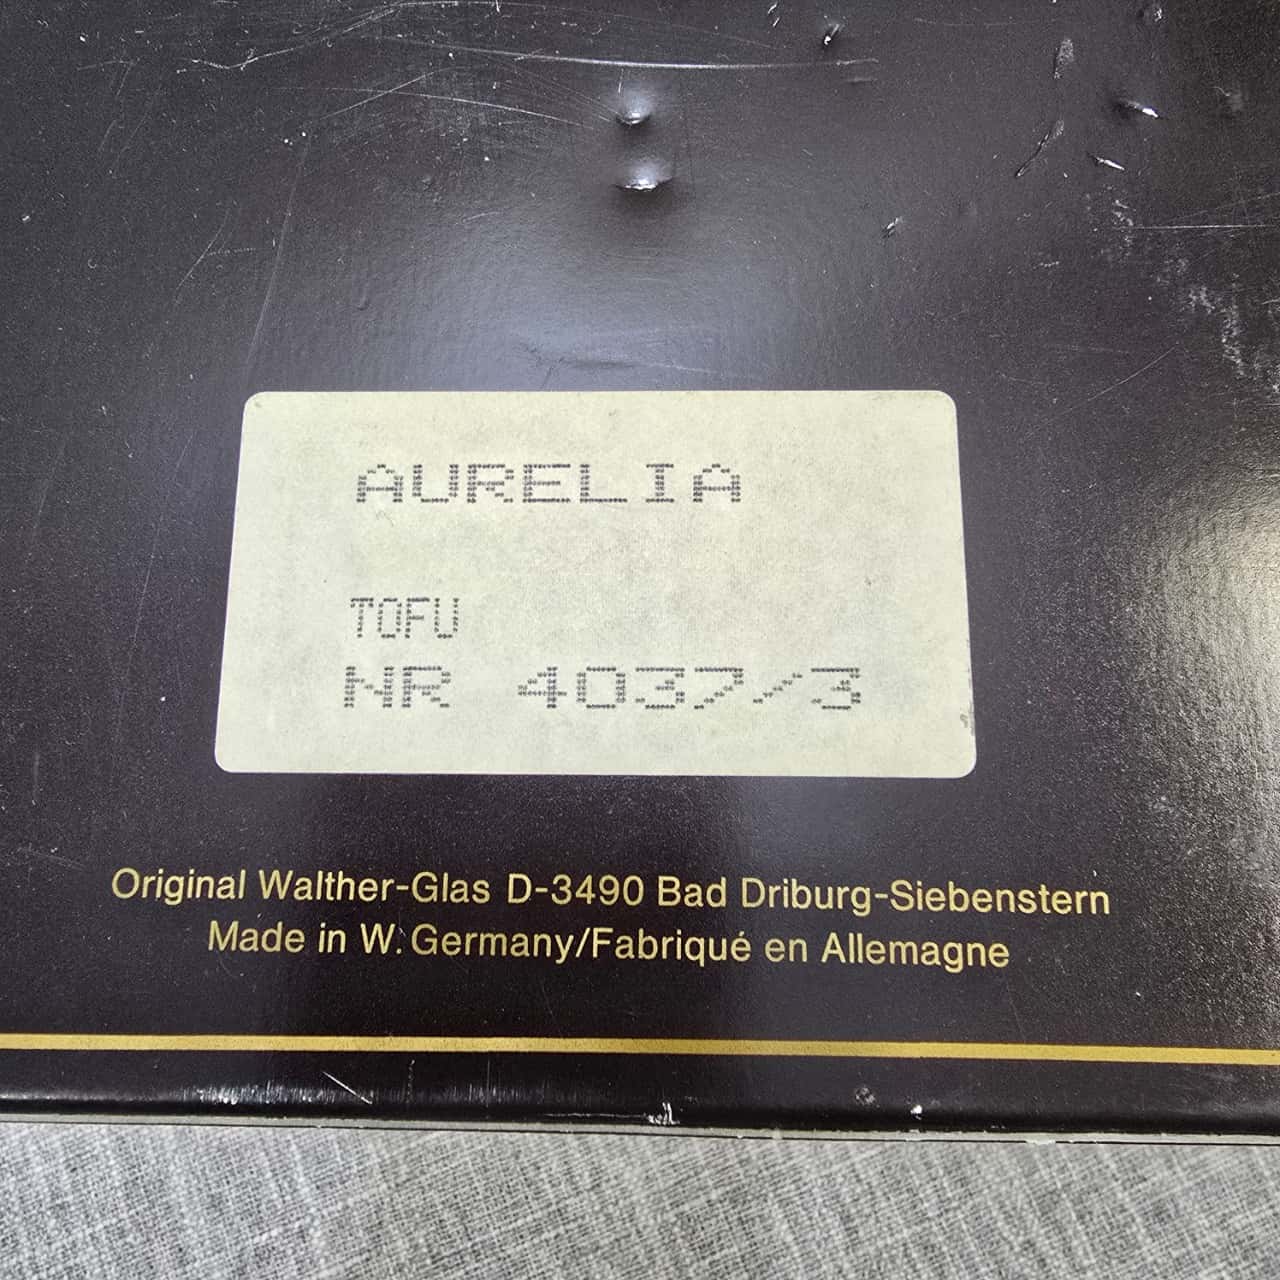 AURELIA
TOFU
NR 4037/3
Original Walther-Glas D-3490 Bad Driburg-Siebenstern
Made in W. Germany/Fabriqué en Allemagne